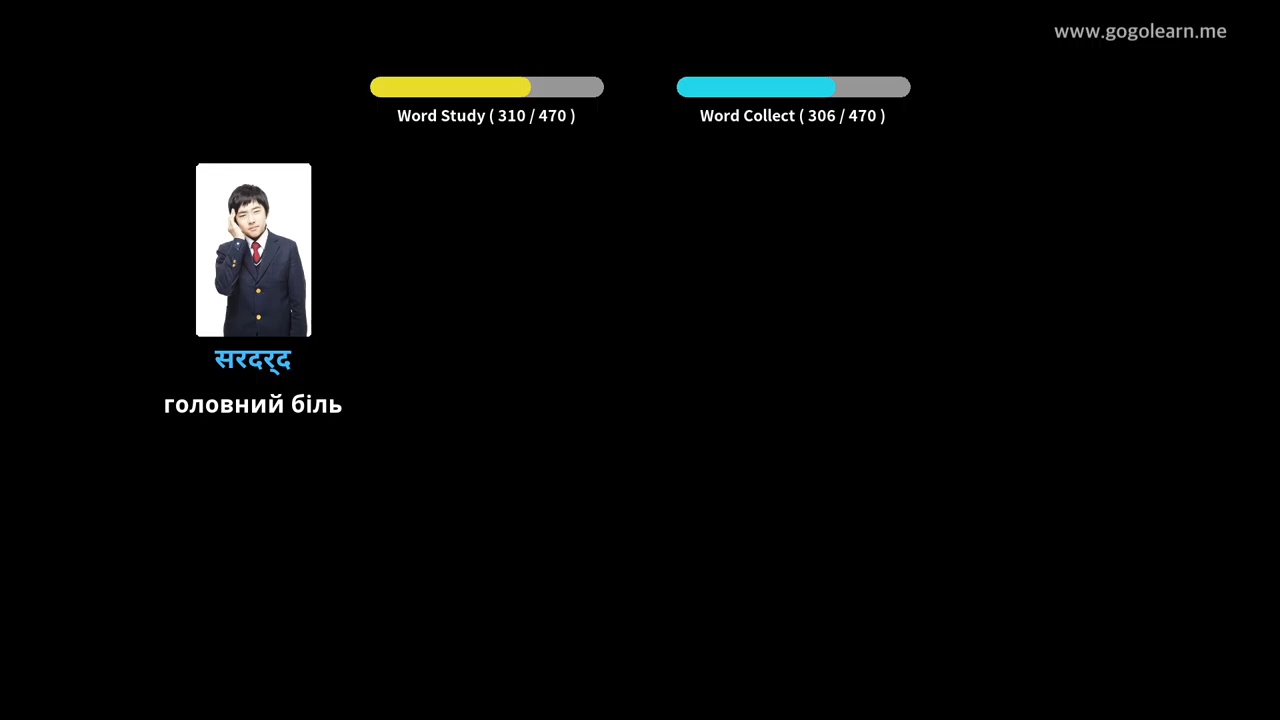 www.gogolearn.me
Word Study ( 310 / 470 )
Word Collect ( 306 / 470 )
सरदर्द
головний біль